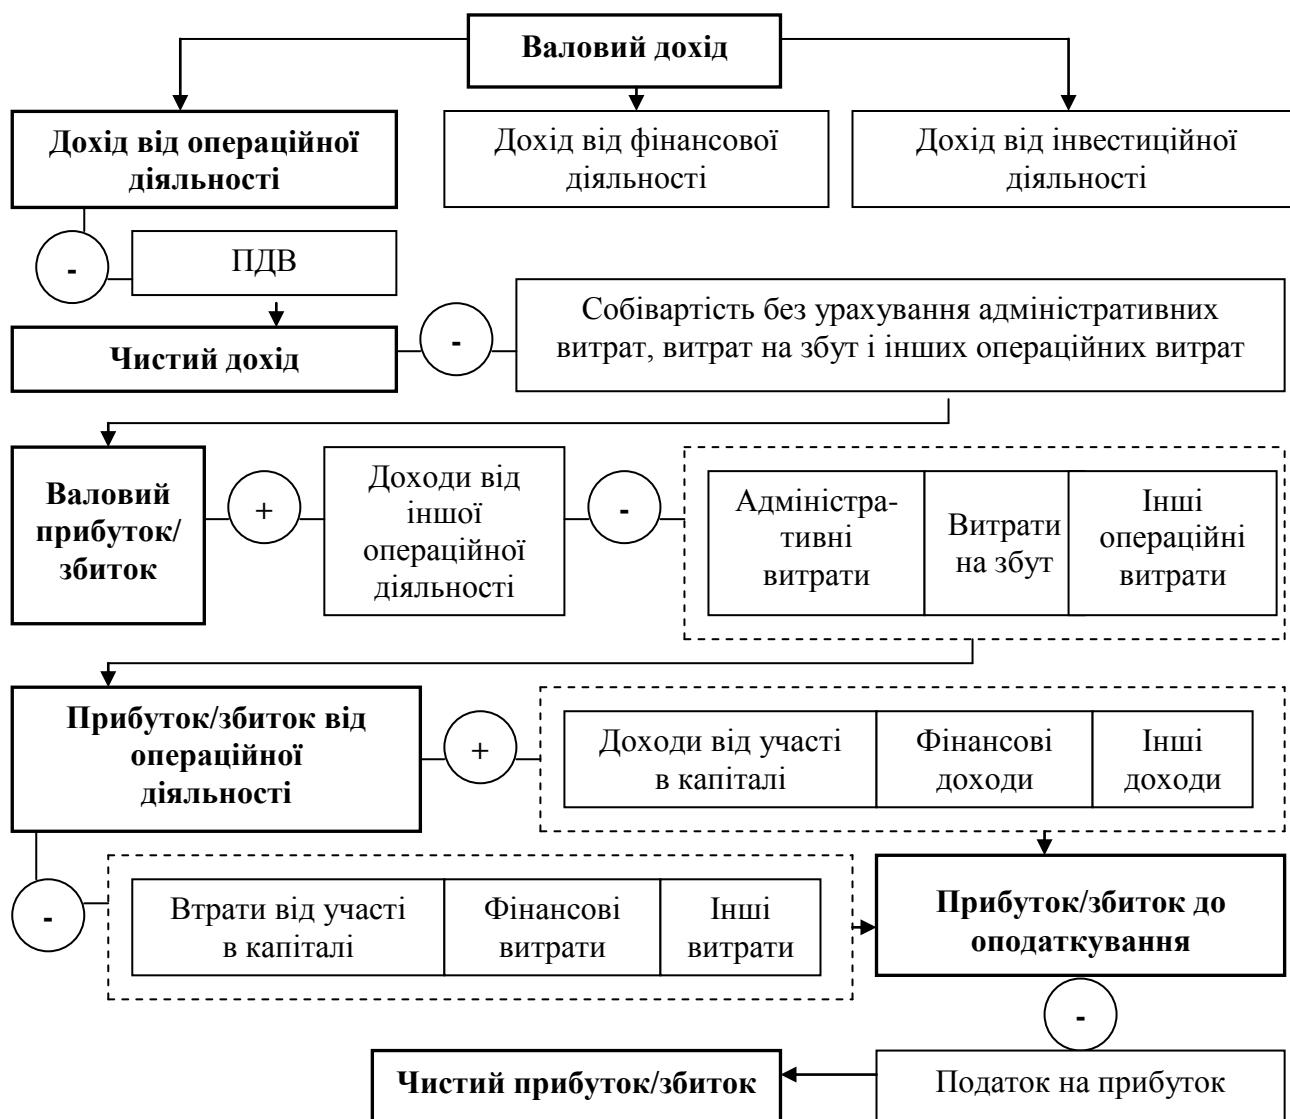 Валовий дохід
Дохід від операційної
діяльності
Дохід від фінансової
діяльності
Дохід від інвестиційної
діяльності
-
ПДВ
Чистий дохід
-
Собівартість без урахування адміністративних
витрат, витрат на збут і інших операційних витрат
Валовий
прибуток/
збиток
+
Доходи від
іншої
операційної
діяльності
-
Адміністра-
тивні
витрати
Витрати
на збут
Інші
операційні
витрати
Прибуток/збиток від
операційної
діяльності
+
Доходи від участі
в капіталі
Фінансові
доходи
Інші
доходи
-
Втрати від участі
в капіталі
Фінансові
витрати
Інші
витрати
Прибуток/збиток до
оподаткування
-
Чистий прибуток/збиток
Податок на прибуток